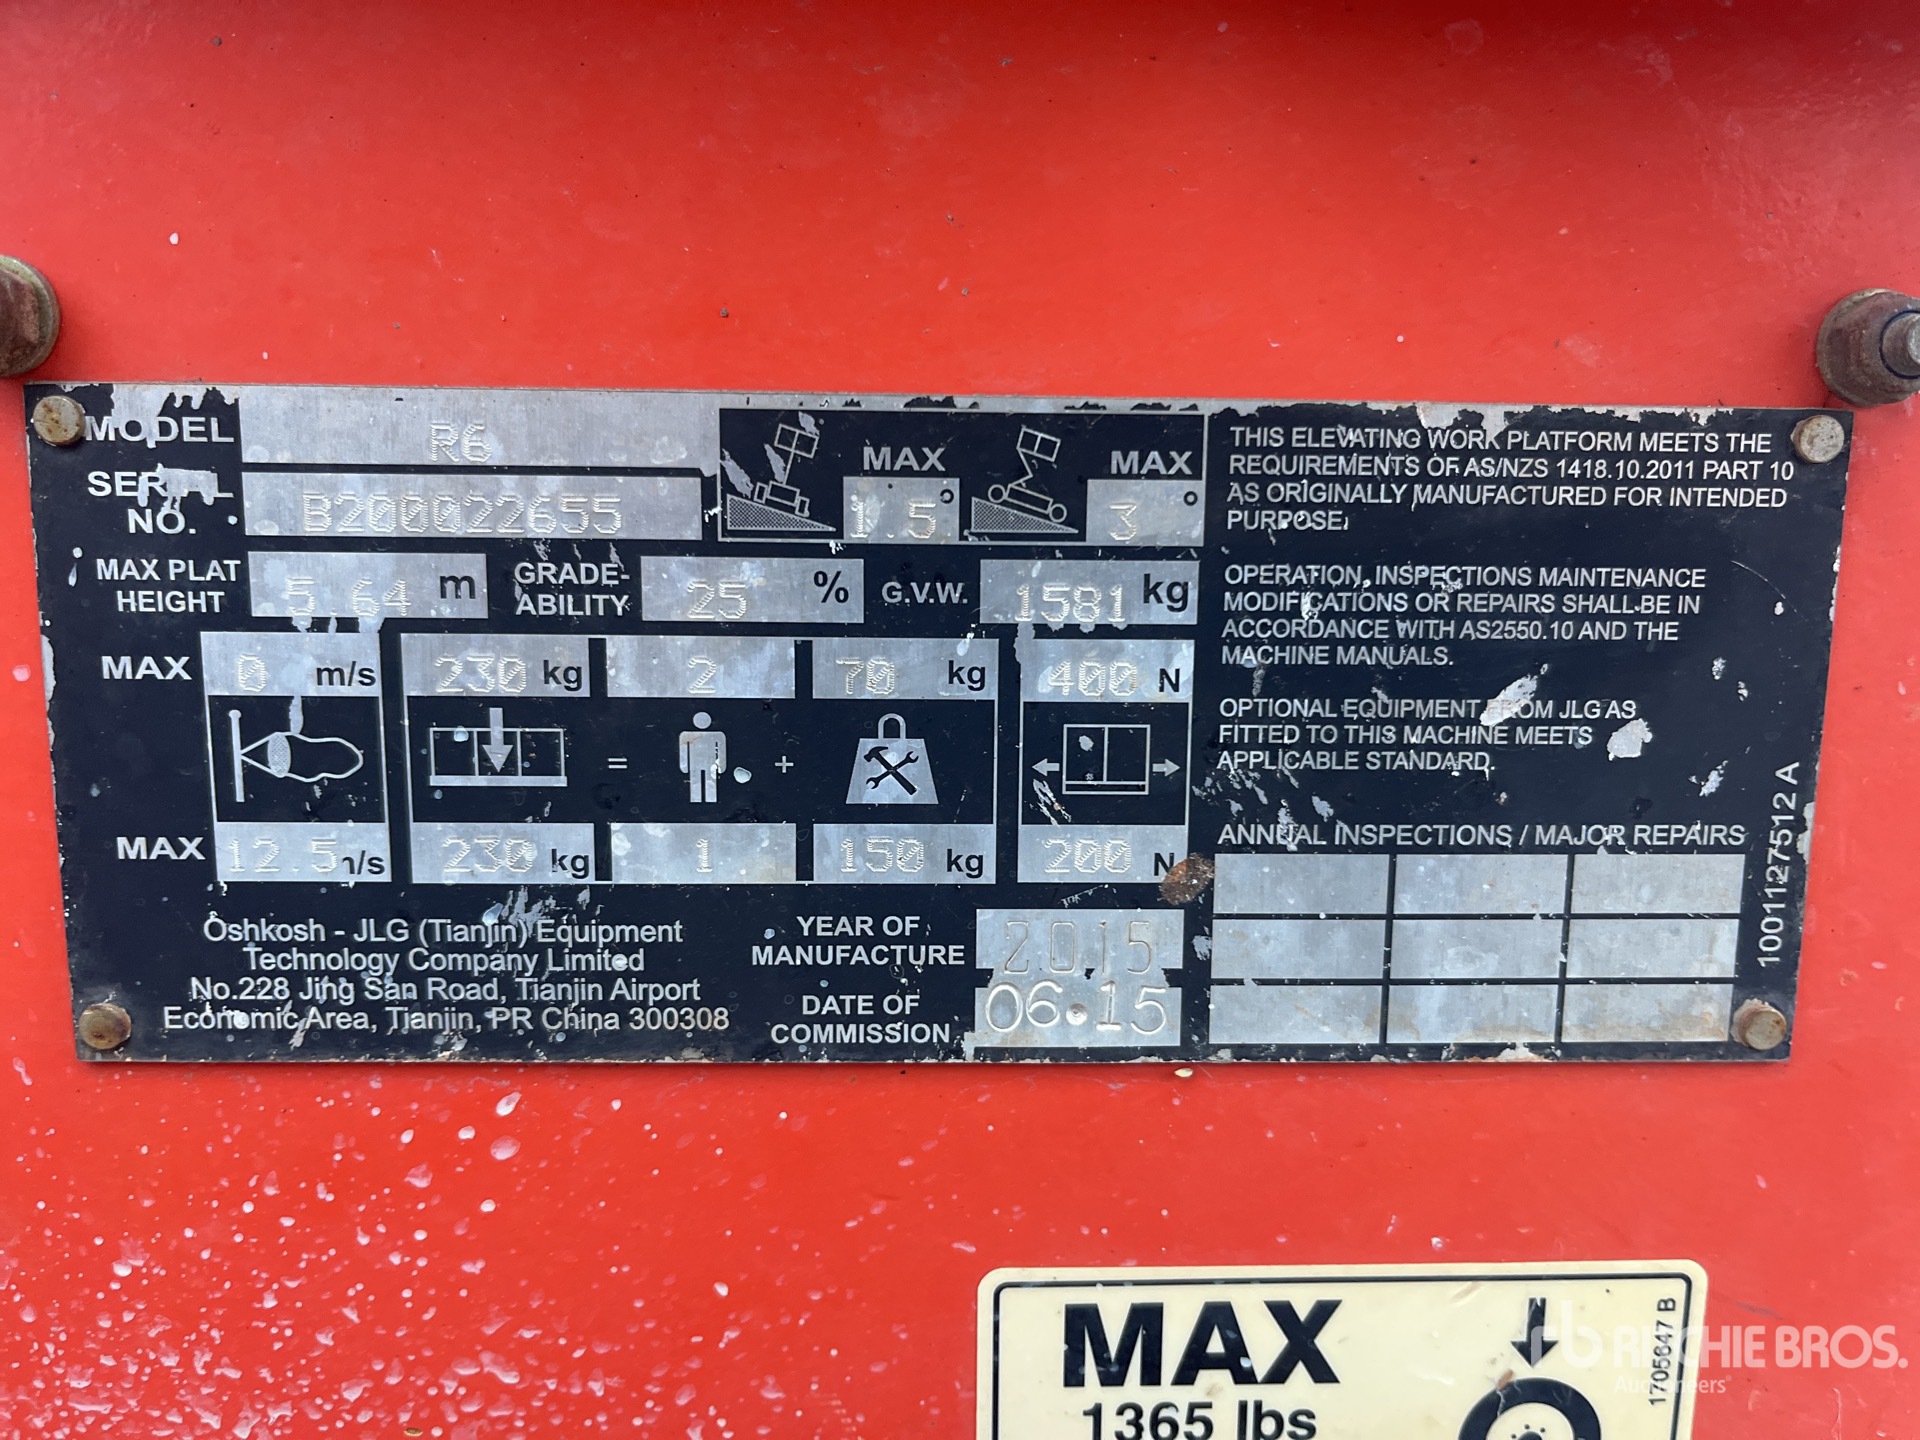 MODEL R6
SERIAL NO. B200022655
MAX 1.5°
MAX 3°
MAX PLAT HEIGHT 5.64 m
GRADE-ABILITY 25 %
G.V.W. 1581 kg
MAX 0 m/s 230 kg 2 70 kg 400 N
= +
MAX 12.5 m/s 230 kg 1 150 kg 200 N
Oshkosh - JLG (Tianjin) Equipment
Technology Company Limited
No.228 Jing San Road, Tianjin Airport
Economic Area, Tianjin, PR China 300308
YEAR OF MANUFACTURE 2015
DATE OF COMMISSION 06.15
THIS ELEVATING WORK PLATFORM MEETS THE
REQUIREMENTS OF AS/NZS 1418.10.2011 PART 10
AS ORIGINALLY MANUFACTURED FOR INTENDED
PURPOSE.
OPERATION, INSPECTIONS MAINTENANCE
MODIFICATIONS OR REPAIRS SHALL BE IN
ACCORDANCE WITH AS2550.10 AND THE
MACHINE MANUALS.
OPTIONAL EQUIPMENT FROM JLG AS
FITTED TO THIS MACHINE MEETS
APPLICABLE STANDARD.
ANNUAL INSPECTIONS / MAJOR REPAIRS
1001127512 A
MAX
1365 lbs
1705647 B
rb RITCHIE BROS.
Auctioneers